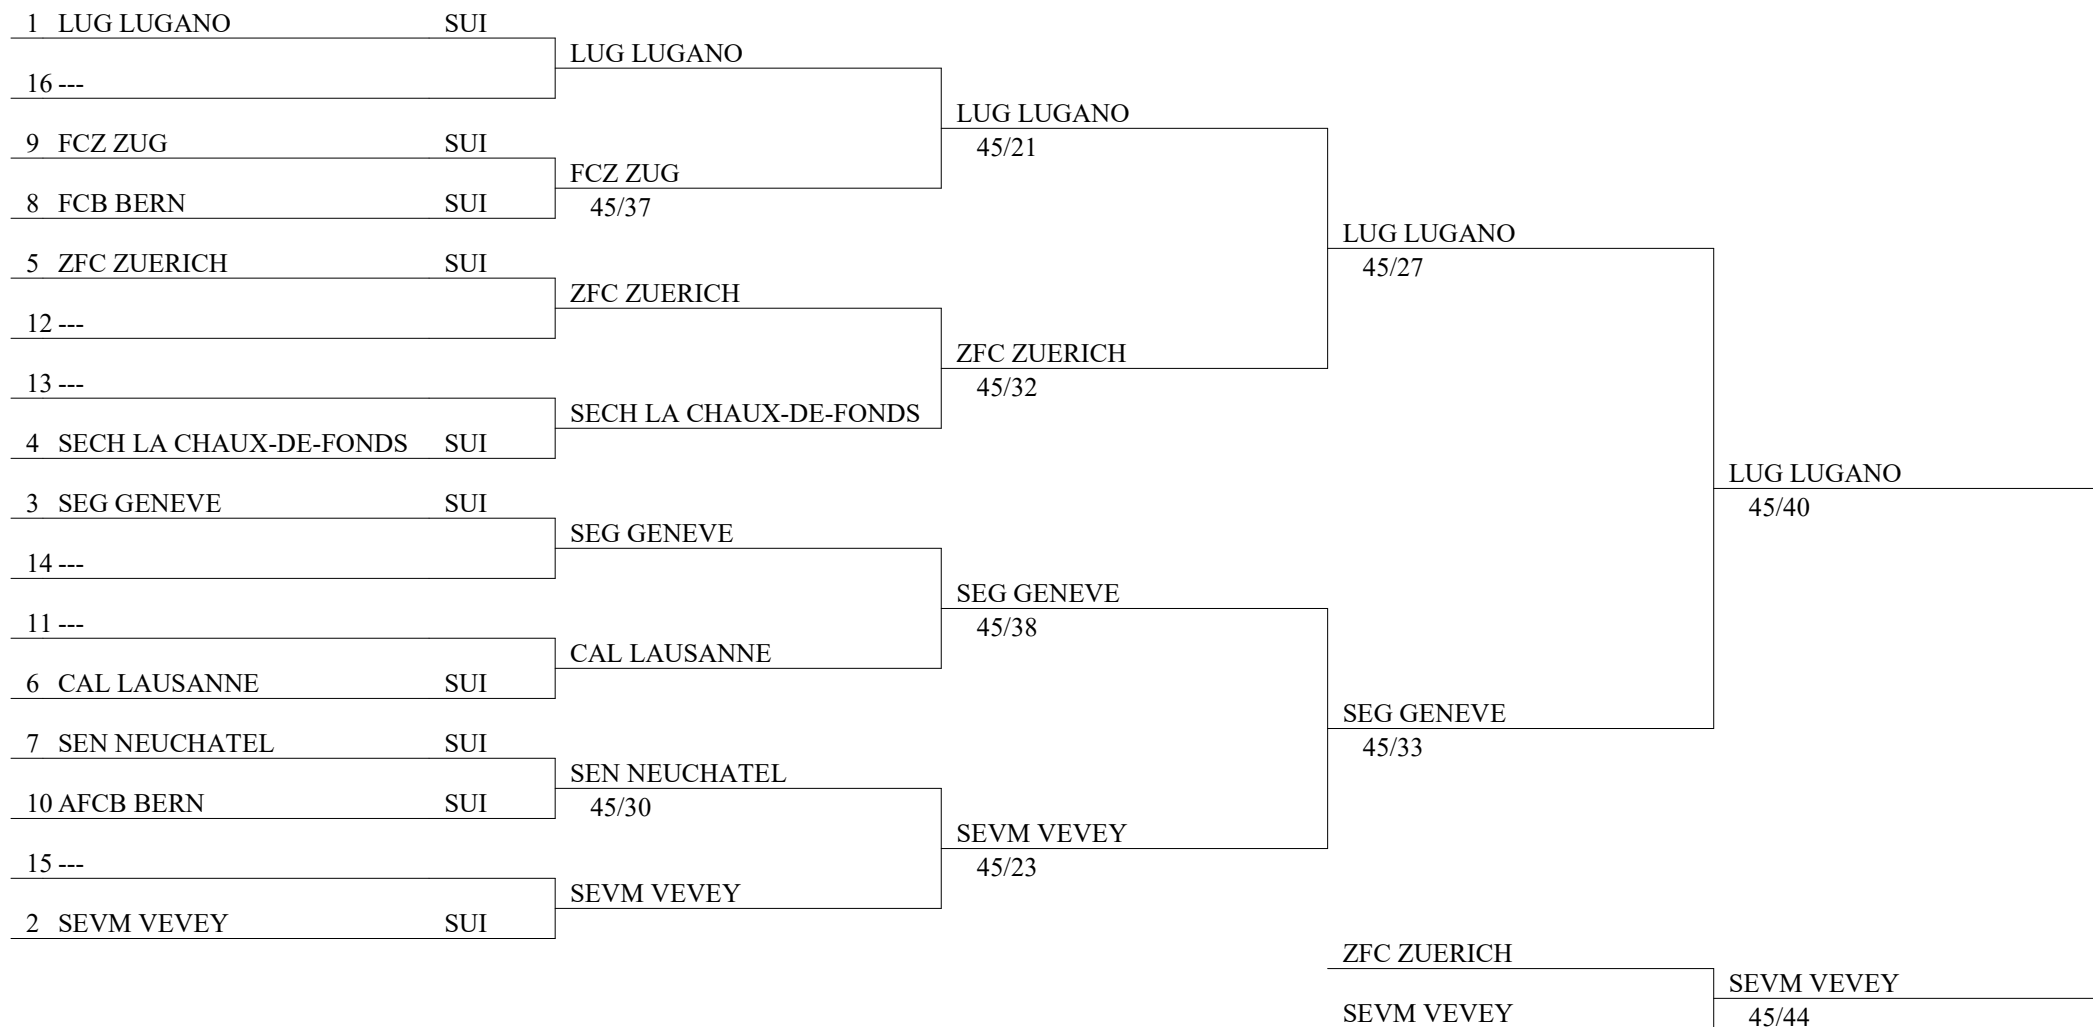 1 LUG LUGANO SUI
16 ---
9 FCZ ZUG SUI
8 FCB BERN SUI
5 ZFC ZUERICH SUI
12 ---
13 ---
4 SECH LA CHAUX-DE-FONDS SUI
3 SEG GENEVE SUI
14 ---
11 ---
6 CAL LAUSANNE SUI
7 SEN NEUCHATEL SUI
10 AFCB BERN SUI
15 ---
2 SEVM VEVEY SUI
LUG LUGANO
FCZ ZUG
45/37
ZFC ZUERICH
SECH LA CHAUX-DE-FONDS
SEG GENEVE
CAL LAUSANNE
SEN NEUCHATEL
45/30
SEVM VEVEY
LUG LUGANO
45/21
ZFC ZUERICH
45/32
SEG GENEVE
45/38
SEVM VEVEY
45/23
LUG LUGANO
45/27
SEG GENEVE
45/33
LUG LUGANO
45/40
ZFC ZUERICH
SEVM VEVEY
SEVM VEVEY
45/44